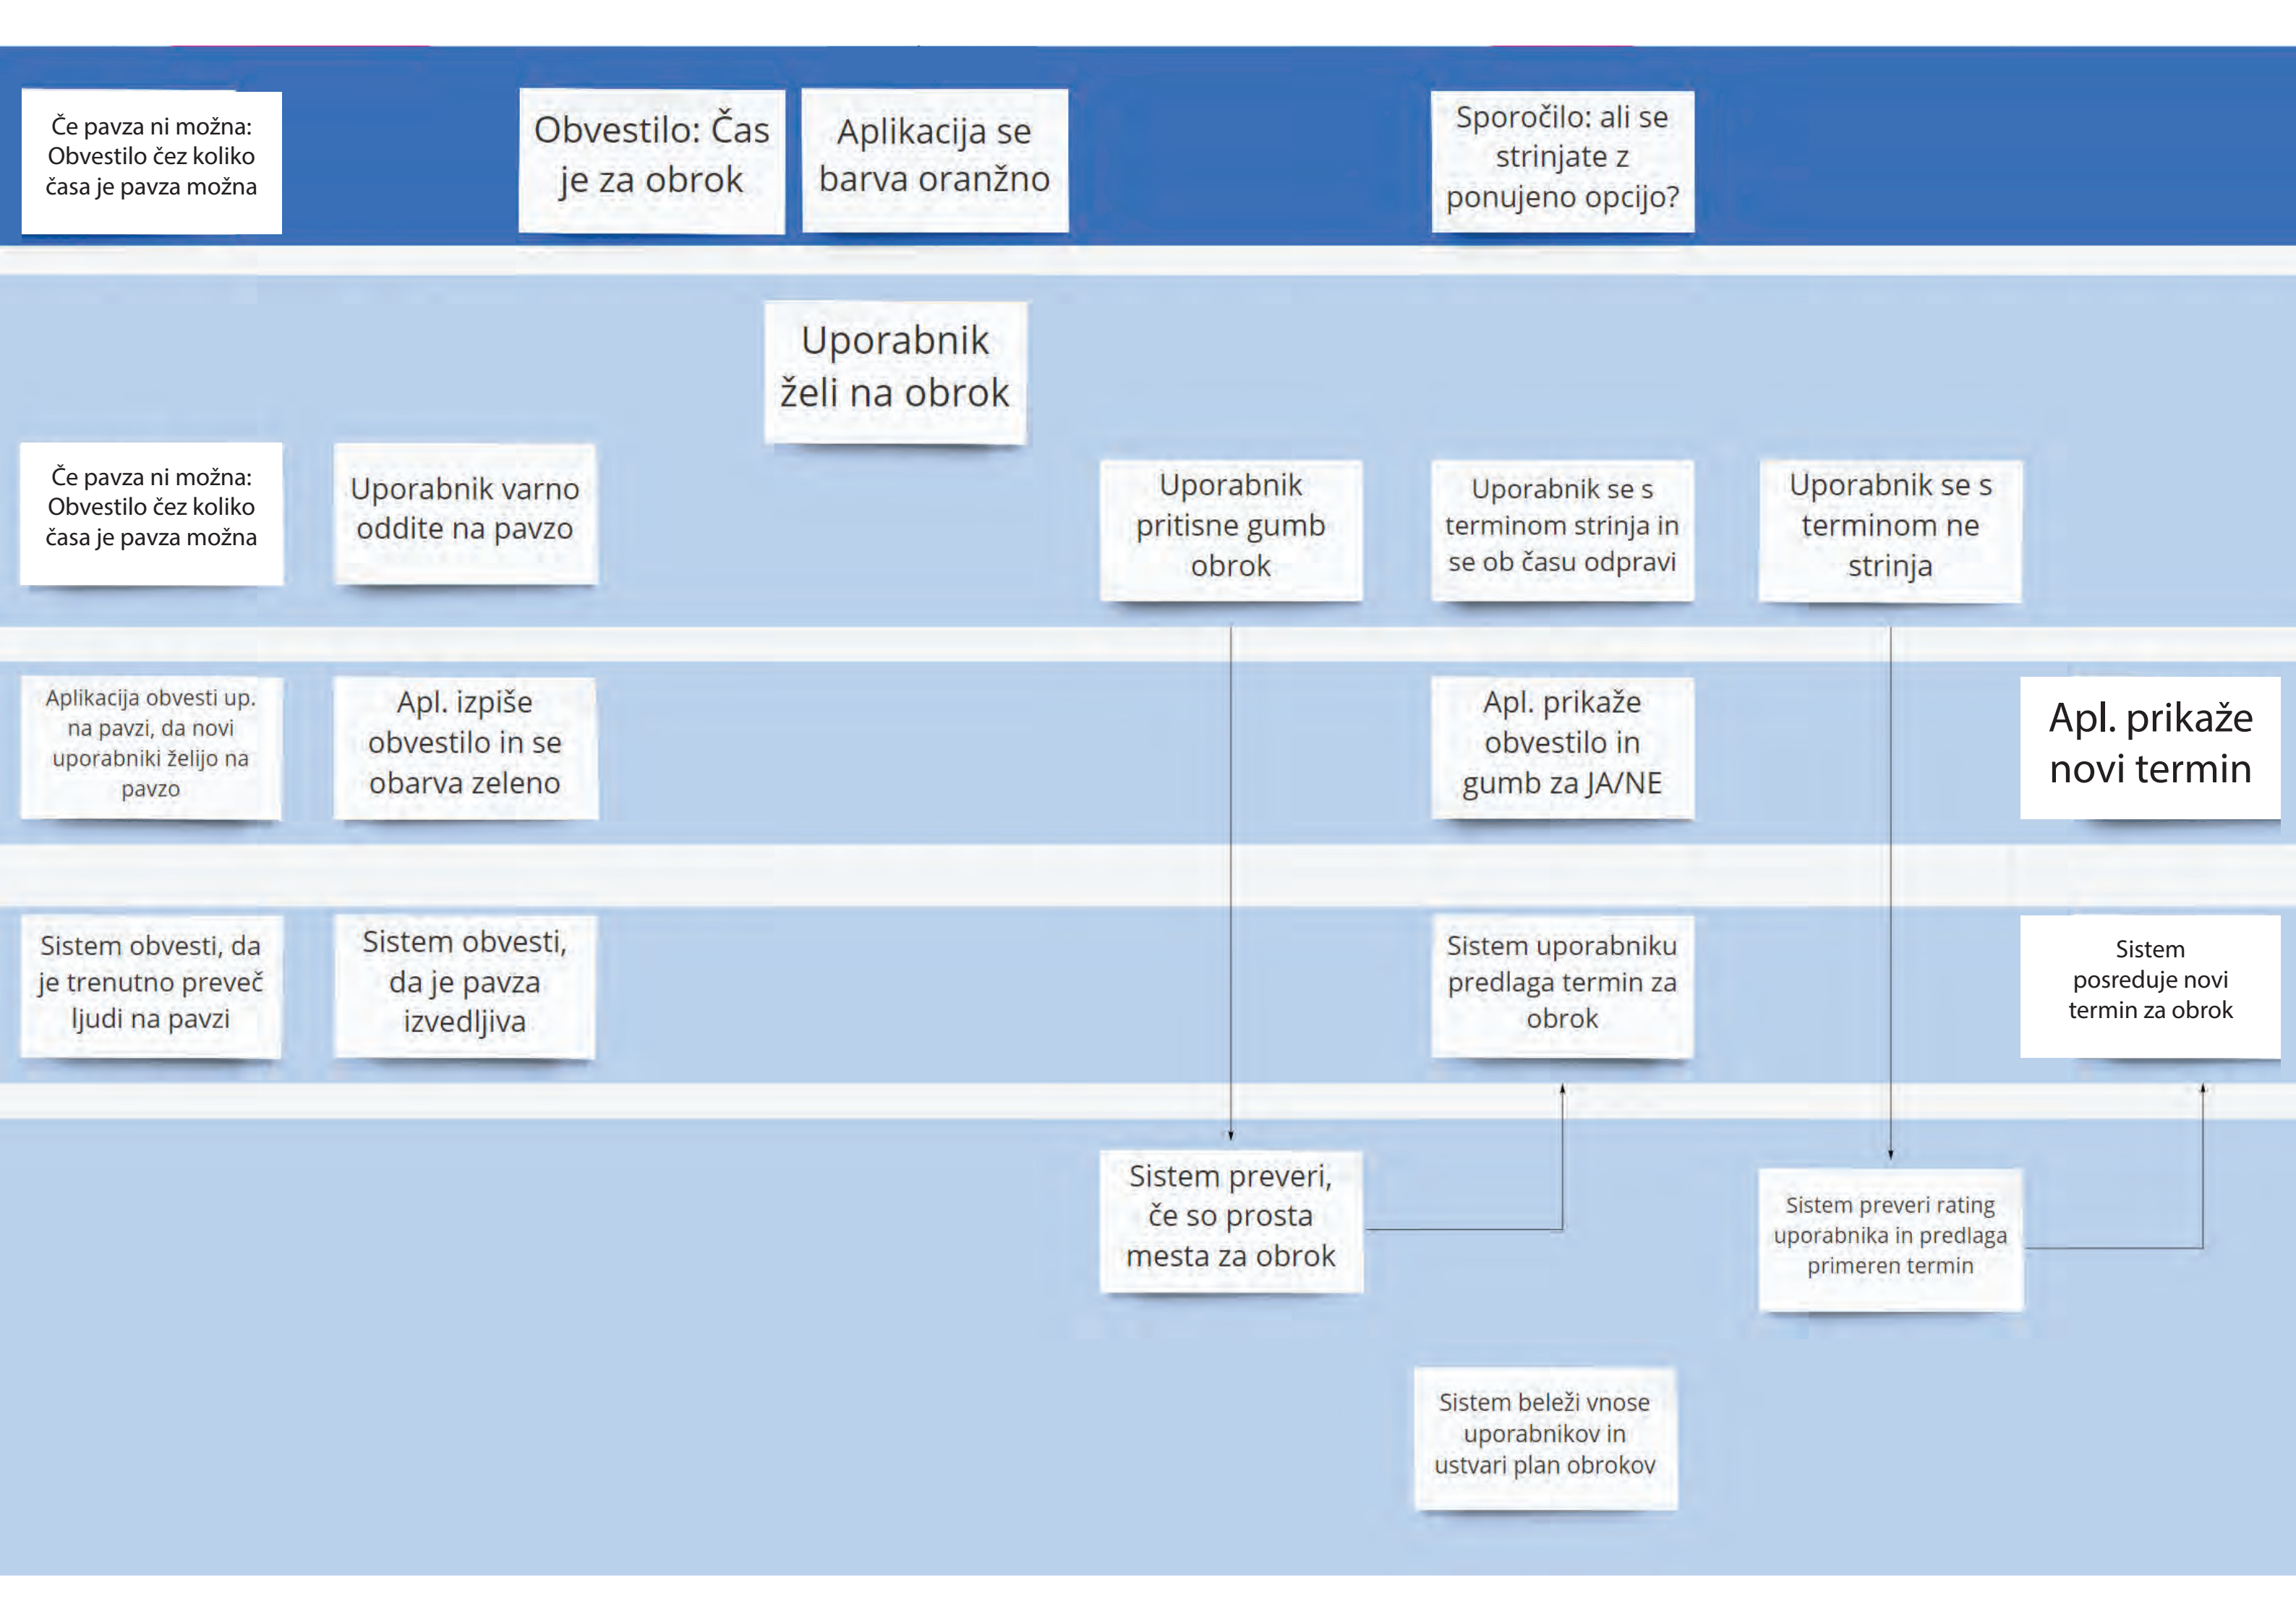 Če pavza ni možna:
Obvestilo čez koliko
časa je pavza možna
Obvestilo: Čas
je za obrok
Aplikacija se
barva oranžno
Sporočilo: ali se
strinjate z
ponujeno opcijo?
Uporabnik
želi na obrok
Če pavza ni možna:
Obvestilo čez koliko
časa je pavza možna
Uporabnik varno
oddite na pavzo
Uporabnik
pritisne gumb
obrok
Uporabnik se s
terminom strinja in
se ob času odpravi
Uporabnik se s
terminom ne
strinja
Aplikacija obvesti up.
na pavzi, da novi
uporabniki želijo na
pavzo
Apl. izpiše
obvestilo in se
obarva zeleno
Apl. prikaže
obvestilo in
gumb za JA/NE
Apl. prikaže
novi termin
Sistem obvesti, da
je trenutno preveč
ljudi na pavzi
Sistem obvesti,
da je pavza
izvedljiva
Sistem uporabniku
predlaga termin za
obrok
Sistem
posreduje novi
termin za obrok
Sistem preveri,
če so prosta
mesta za obrok
Sistem preveri rating
uporabnika in predlaga
primeren termin
Sistem beleži vnose
uporabnikov in
ustvari plan obrokov